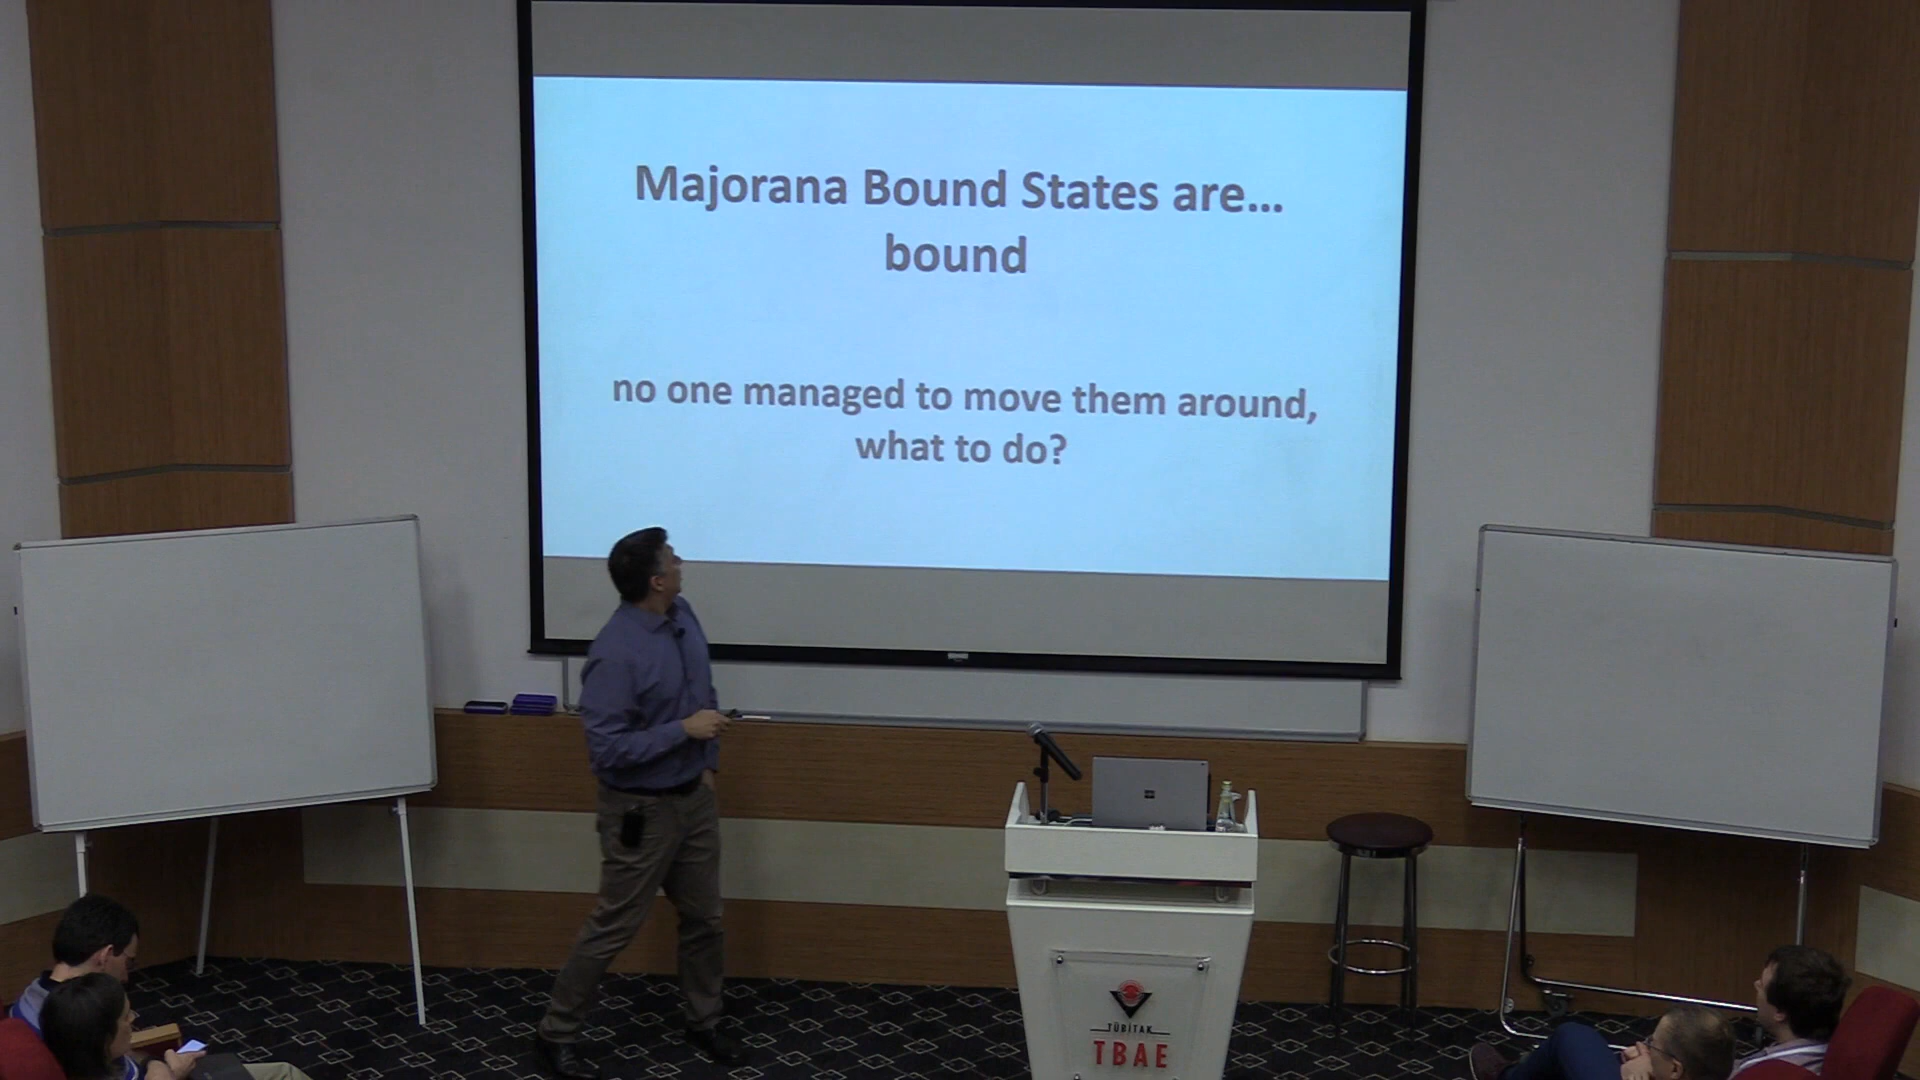 Majorana Bound States are...
bound
no one managed to move them around,
what to do?
TÜBİTAK
TBAE